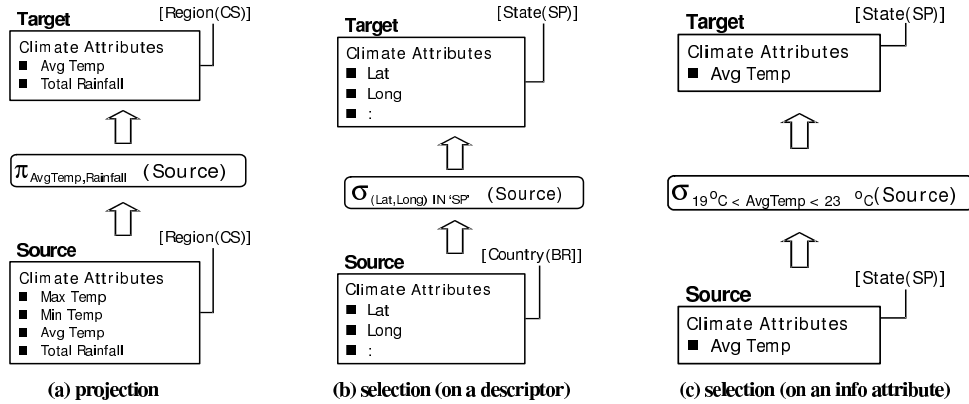 [Region(CS)]
Target
Climate Attributes
■ Avg Temp
■ Total Rainfall
π AvgTemp,Rainfall (Source)
[Region(CS)]
Source
Climate Attributes
■ Max Temp
■ Min Temp
■ Avg Temp
■ Total Rainfall
(a) projection
[State(SP)]
Target
Climate Attributes
■ Lat
■ Long
■ :
σ (Lat,Long) IN 'SP' (Source)
[Country(BR)]
Source
Climate Attributes
■ Lat
■ Long
■ :
(b) selection (on a descriptor)
[State(SP)]
Target
Climate Attributes
■ Avg Temp
σ 19 ºC < AvgTemp < 23 ºC(Source)
[State(SP)]
Source
Climate Attributes
■ Avg Temp
(c) selection (on an info attribute)